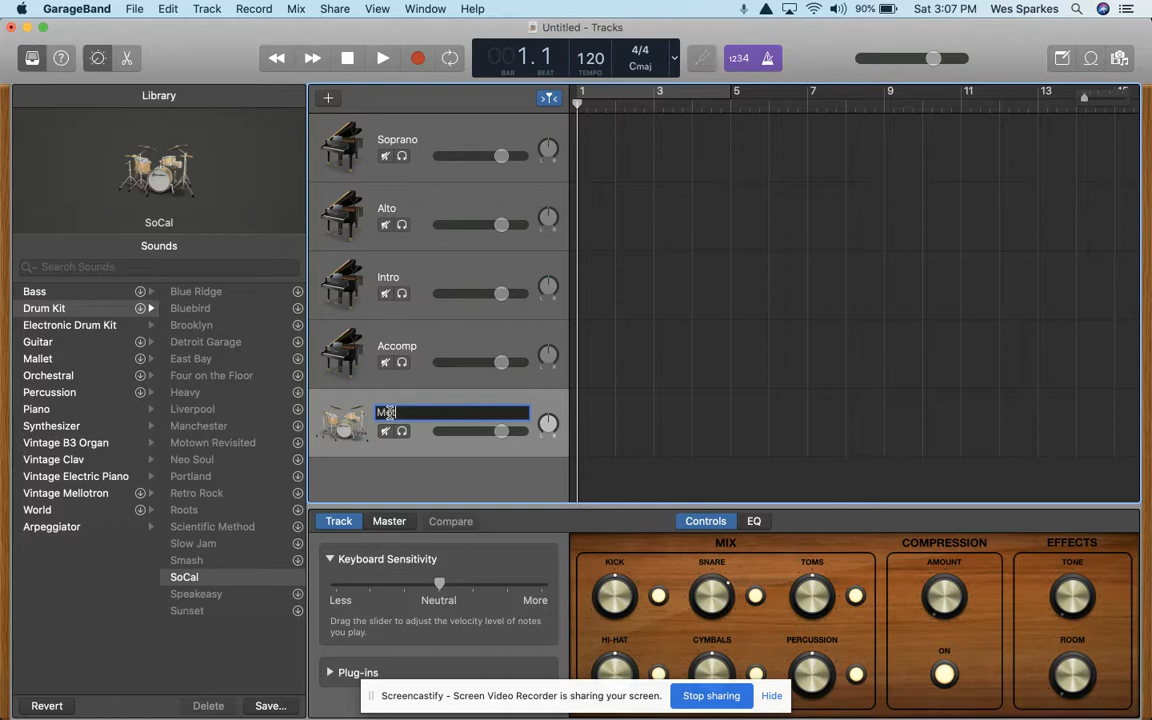 GarageBand File Edit Track Record Mix Share View Window Help
90% Sat 3:07 PM Wes Sparkes
Untitled - Tracks
001.1
BAR BEAT
120
TEMPO
4/4
Cmaj
1234
Library
SoCal
Sounds
Search Sounds
Bass
Drum Kit
Electronic Drum Kit
Guitar
Mallet
Orchestral
Percussion
Piano
Synthesizer
Vintage B3 Organ
Vintage Clav
Vintage Electric Piano
Vintage Mellotron
World
Arpeggiator
Blue Ridge
Bluebird
Brooklyn
Detroit Garage
East Bay
Four on the Floor
Heavy
Liverpool
Manchester
Motown Revisited
Neo Soul
Portland
Retro Rock
Roots
Scientific Method
Slow Jam
Smash
SoCal
Speakeasy
Sunset
Revert Delete Save...
1 3 5 7 9 11 13 15
Soprano
L R
Alto
L R
Intro
L R
Accomp
L R
Met
L R
Track Master Compare
Controls EQ
Keyboard Sensitivity
Less Neutral More
Drag the slider to adjust the velocity level of notes
you play.
Plug-ins
MIX
KICK SNARE TOMS
HI-HAT CYMBALS PERCUSSION
COMPRESSION
AMOUNT
ON
EFFECTS
TONE
ROOM
Screencastify - Screen Video Recorder is sharing your screen. Stop sharing Hide